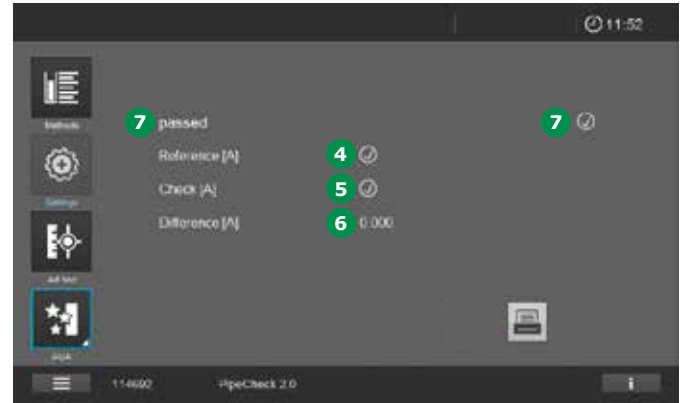 11:52
Methods
7 passed 7
Reference [A] 4
Settings
Check [A] 5
Difference [A] 6 0.000
AQA
114692 PipeCheck 2.0
i